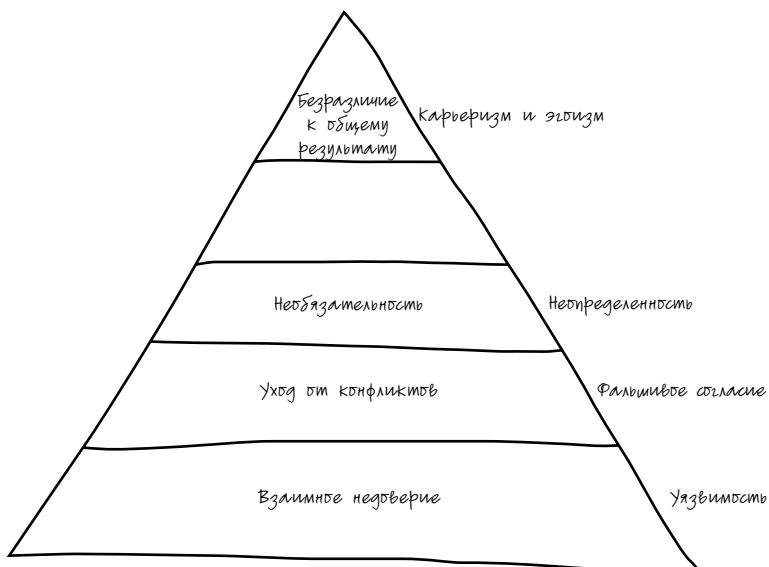 Безразличие
к общему
результату
Карьеризм и эгоизм
Необязательность
Неопределенность
Уход от конфликтов
Фальшивое согласие
Взаимное недоверие
Уязвимость